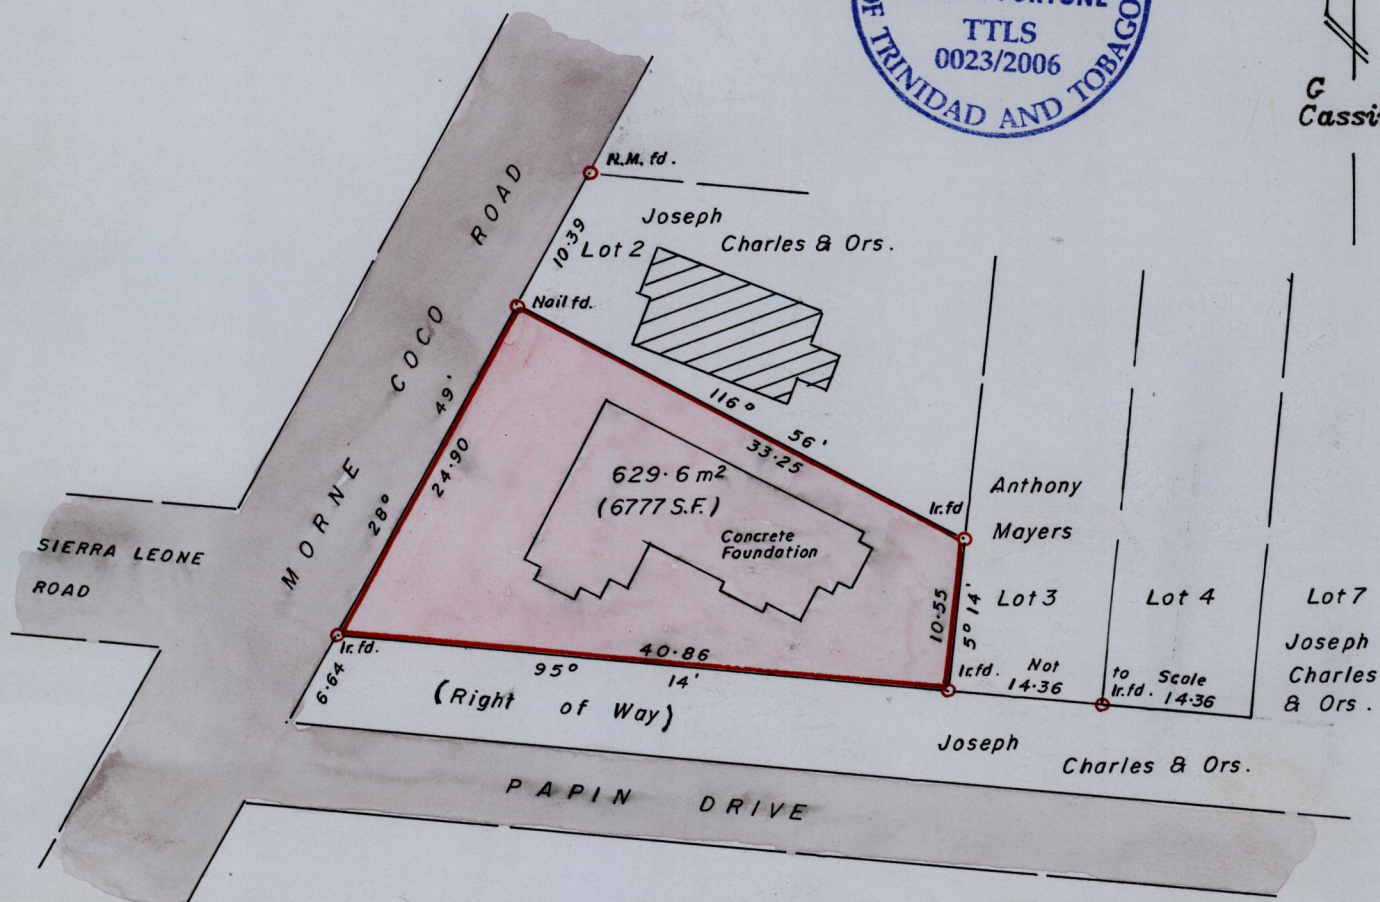 TTLS
0023/2006
OF TRINIDAD AND TOBAGO
G
N.M. fd.
Joseph
Charles & Ors.
Lot 2
10·39
Nail fd.
MORNE COCO ROAD
28° 49'
24·90
116° 56'
33·25
629·6 m²
(6777 S.F.)
Concrete
Foundation
Ir.fd
Anthony
Mayers
Lot 3
Lot 4
Lot 7
Joseph
Charles
& Ors.
SIERRA LEONE
ROAD
10·55
5° 14'
Ir.fd.
6·64
40·86
95° 14'
(Right of Way)
Ir.fd.
Not to Scale
14·36
Ir.fd.
14·36
Joseph
Charles & Ors.
PAPIN DRIVE